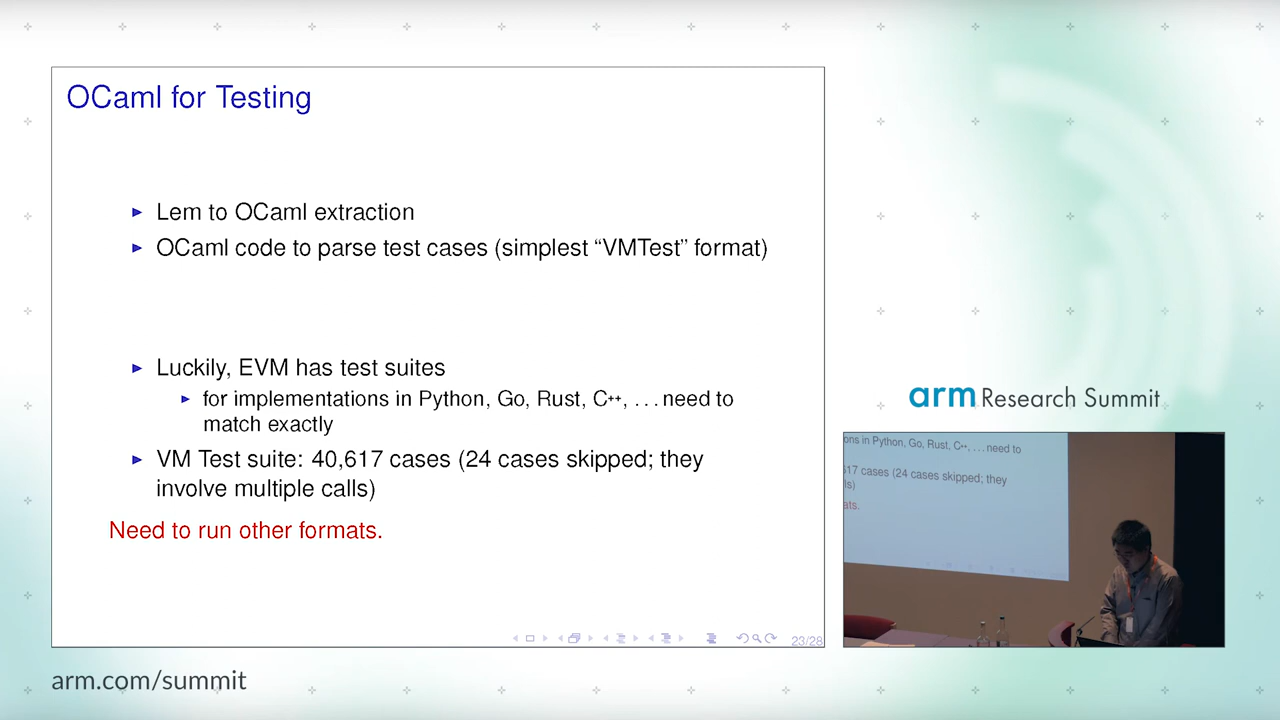 OCaml for Testing
Lem to OCaml extraction
OCaml code to parse test cases (simplest “VMTest” format)
Luckily, EVM has test suites
for implementations in Python, Go, Rust, C++, ... need to
match exactly
VM Test suite: 40,617 cases (24 cases skipped; they
involve multiple calls)
Need to run other formats.
23/28
arm Research Summit
ons in Python, Go, Rust, C++, ... need to
617 cases (24 cases skipped; they
ls)
ats.
arm.com/summit